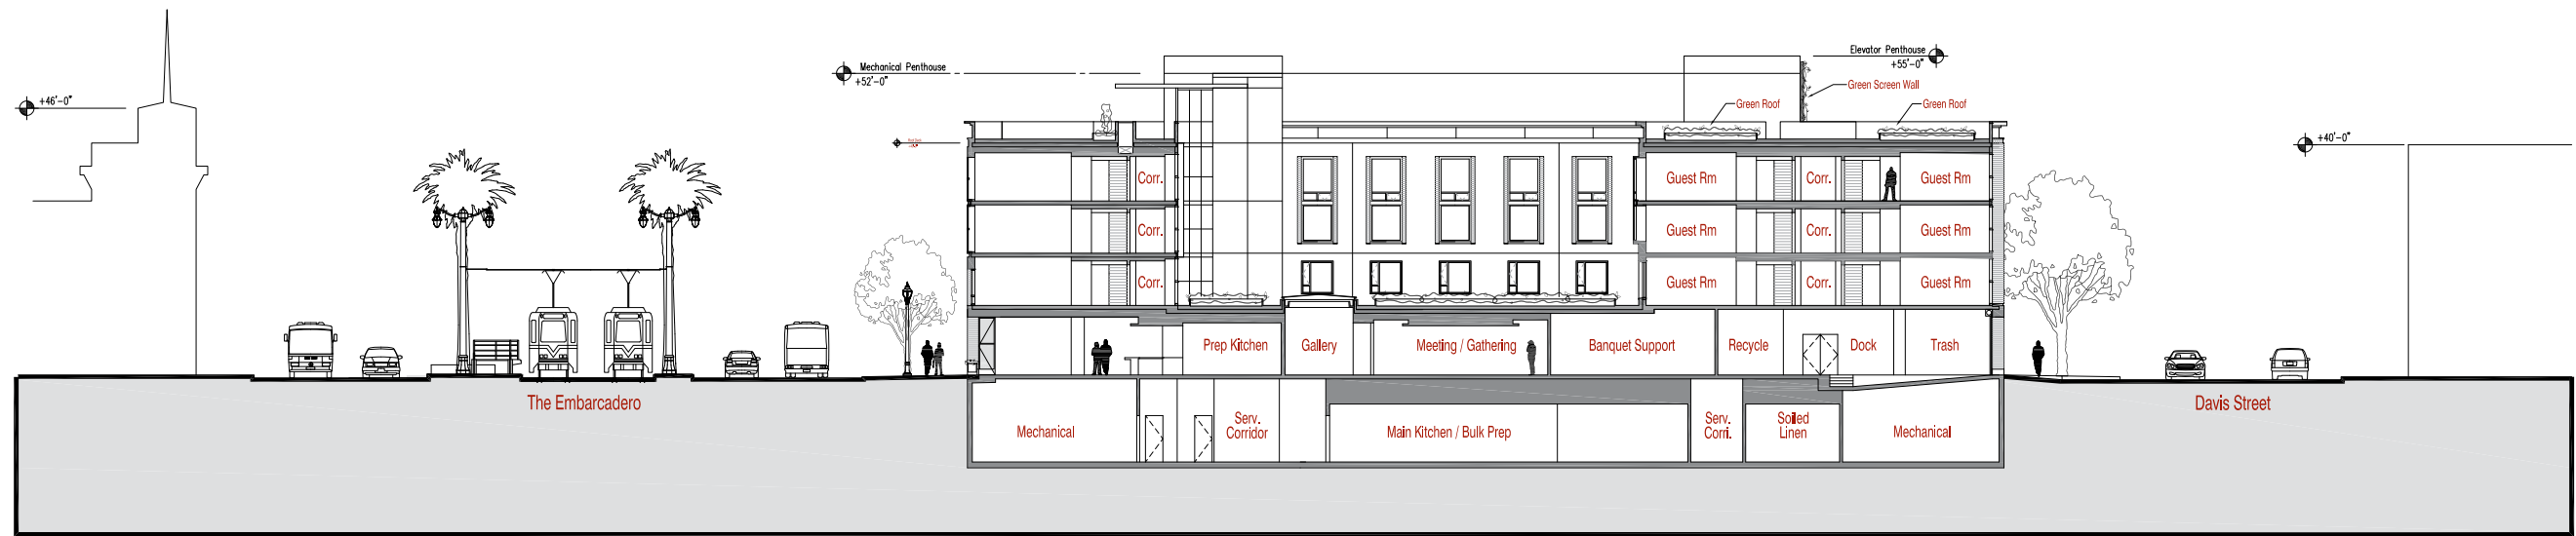 Elevator Penthouse
+55'-0"
Mechanical Penthouse
+52'-0"
Green Screen Wall
+46'-0"
Green Roof
Green Roof
+40'-0"
Corr.
Guest Rm
Corr.
Guest Rm
Corr.
Guest Rm
Corr.
Guest Rm
Corr.
Guest Rm
Corr.
Guest Rm
Prep Kitchen
Gallery
Meeting / Gathering
Banquet Support
Recycle
Dock
Trash
The Embarcadero
Davis Street
Mechanical
Serv.
Corridor
Main Kitchen / Bulk Prep
Serv.
Corri.
Soiled
Linen
Mechanical